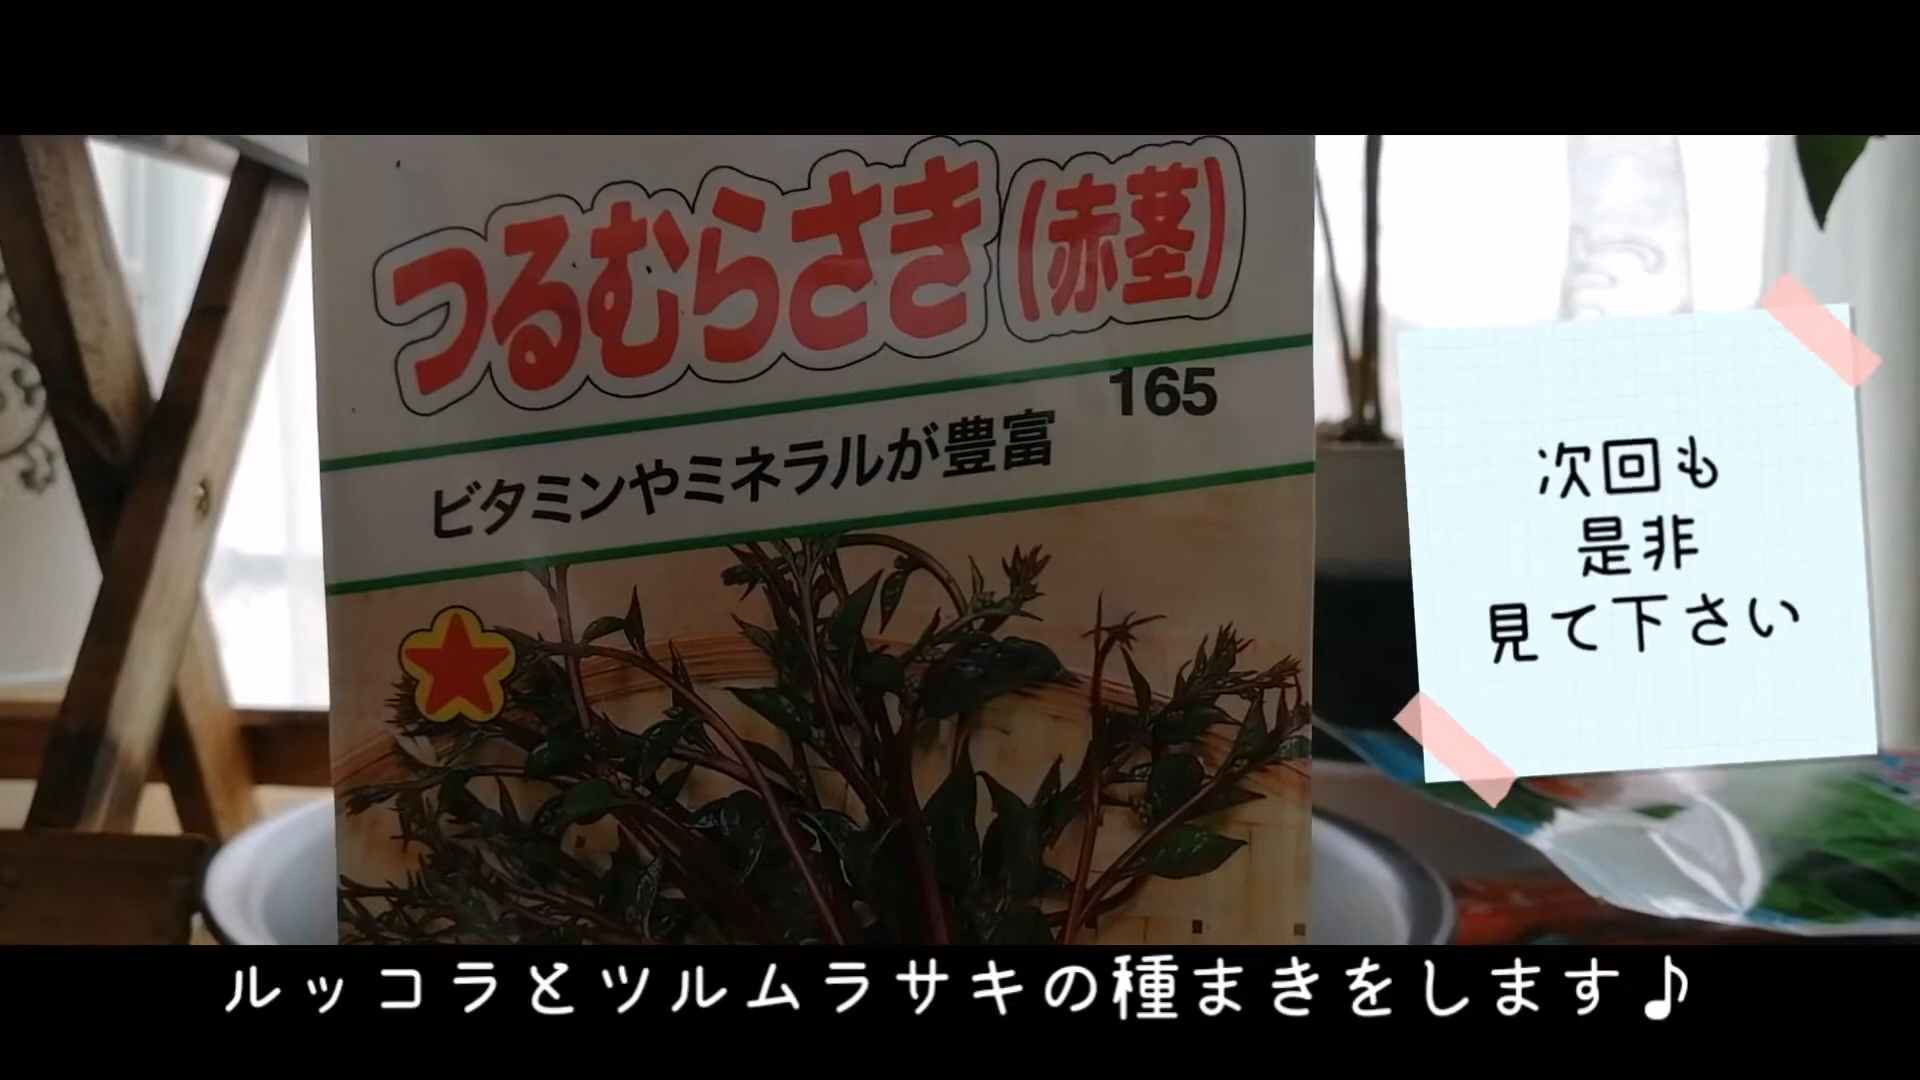 つるむらさき(赤茎)
165
ビタミンやミネラルが豊富
次回も
是非
見て下さい
ルッコラとツルムラサキの種まきをします♪